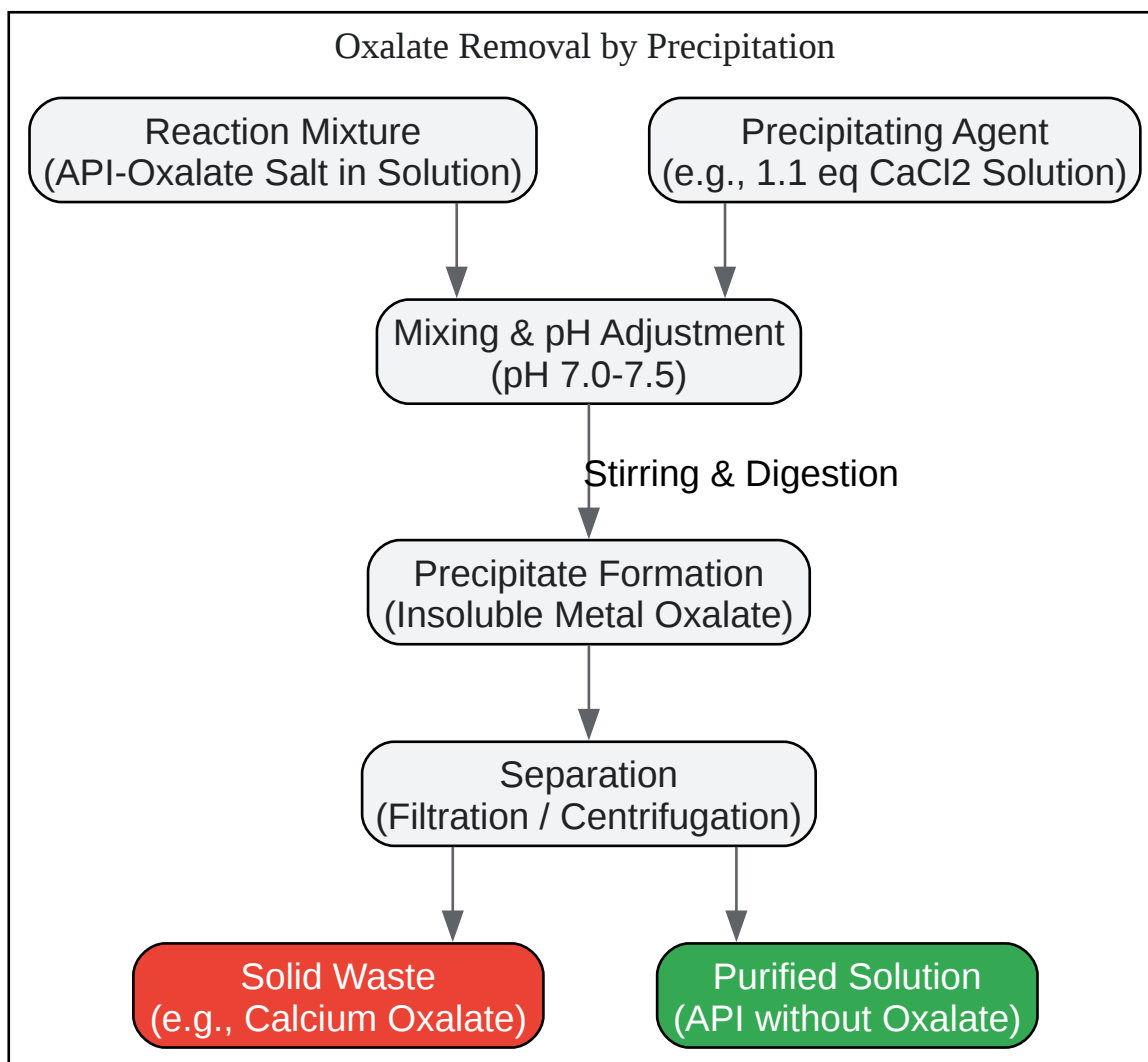 Oxalate Removal by Precipitation
Reaction Mixture
(API-Oxalate Salt in Solution)
Precipitating Agent
(e.g., 1.1 eq CaCl2 Solution)
Mixing & pH Adjustment
(pH 7.0-7.5)
Stirring & Digestion
Precipitate Formation
(Insoluble Metal Oxalate)
Separation
(Filtration / Centrifugation)
Solid Waste
(e.g., Calcium Oxalate)
Purified Solution
(API without Oxalate)